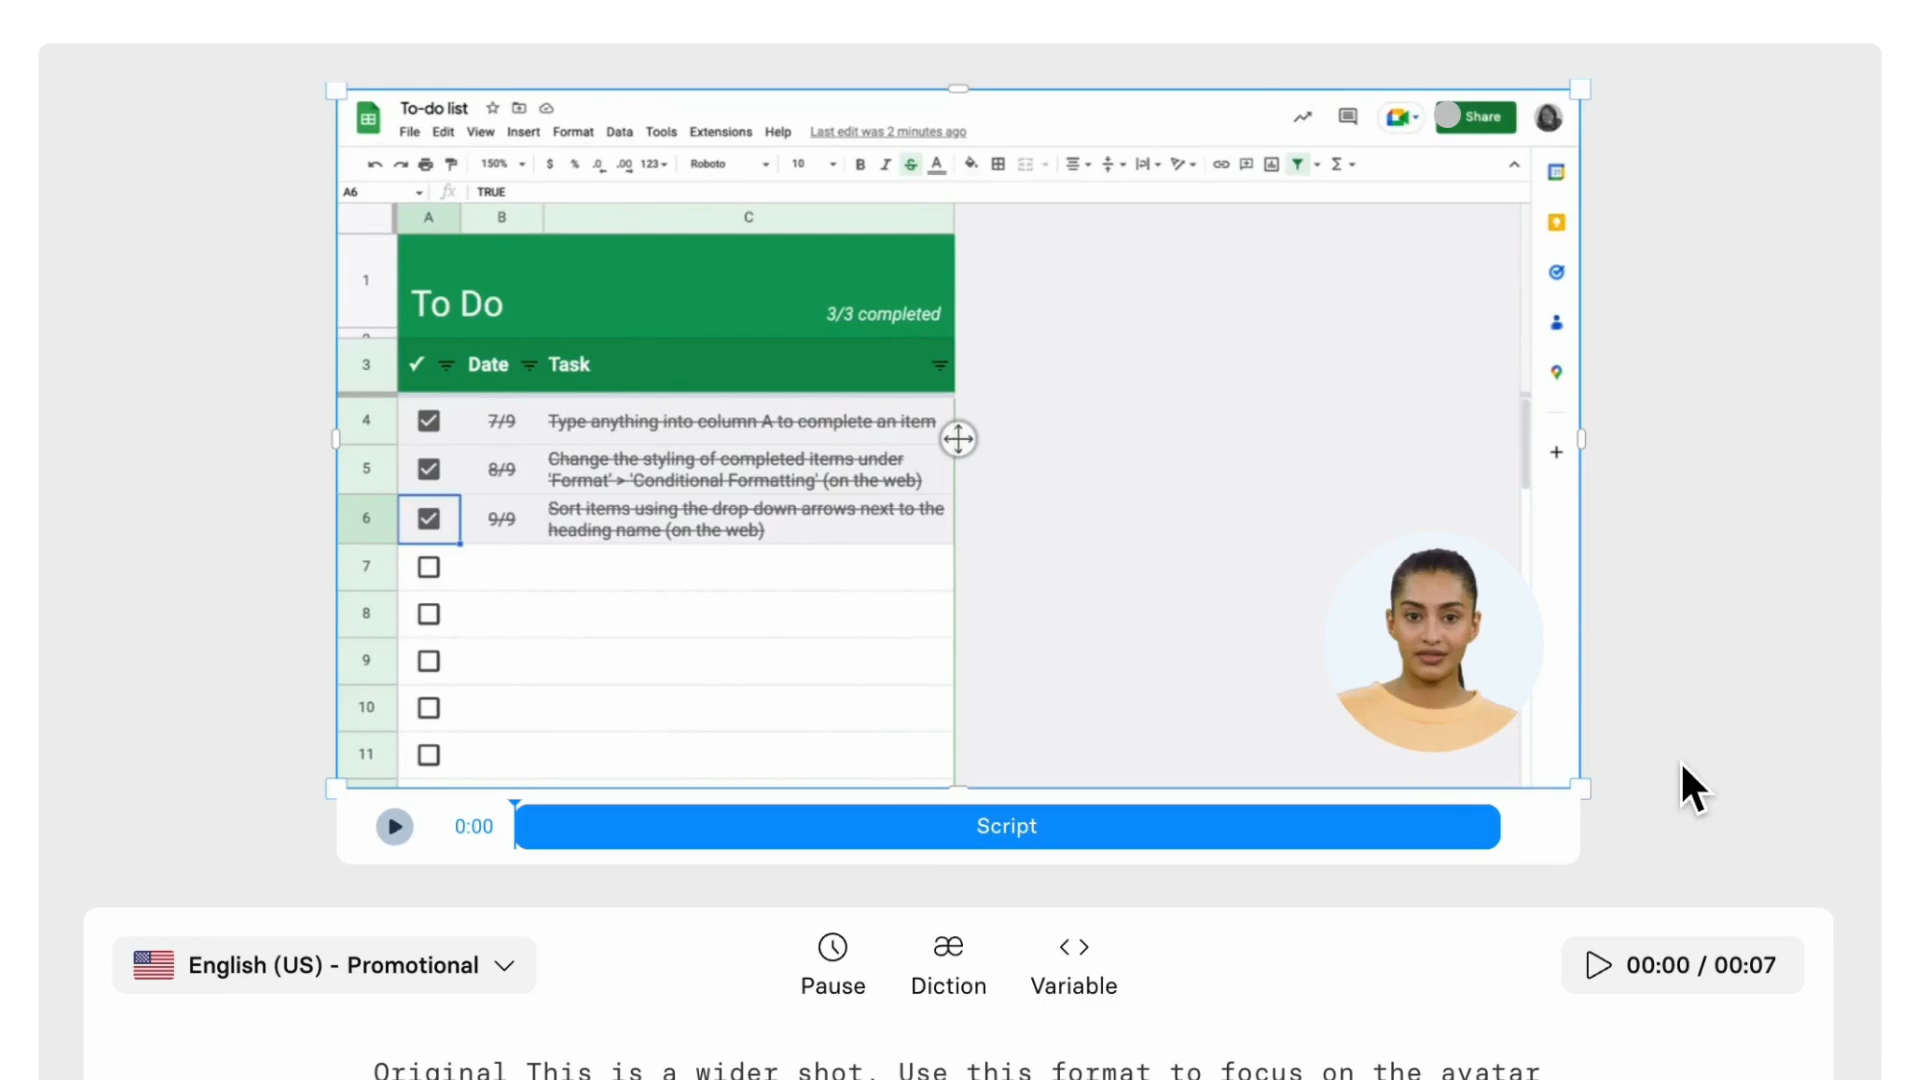 To-do list
File Edit View Insert Format Data Tools Extensions Help Last edit was 2 minutes ago
Share
150% $ % .0 .00 123 Roboto 10 B I S A Σ
A6 fx TRUE
A B C
1 To Do 3/3 completed
3 ✓ Date Task
4 7/9 Type anything into column A to complete an item
5 8/9 Change the styling of completed items under
'Format' > 'Conditional Formatting' (on the web)
6 9/9 Sort items using the drop down arrows next to the
heading name (on the web)
7
8
9
10
11
0:00 Script
English (US) - Promotional
æ
Pause Diction Variable
00:00 / 00:07
Original This is a wider shot. Use this format to focus on the avatar